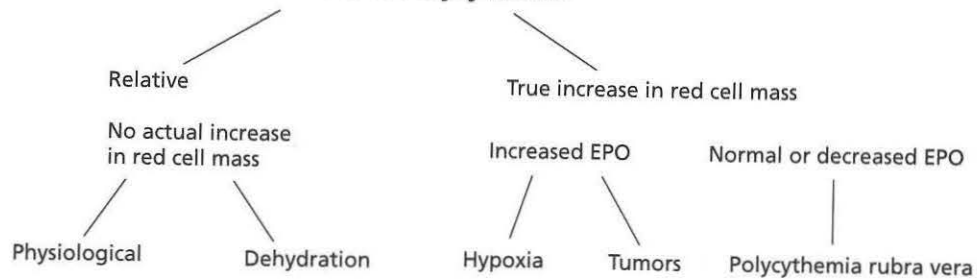 Relative
True increase in red cell mass
No actual increase
in red cell mass
Increased EPO
Normal or decreased EPO
Physiological
Dehydration
Hypoxia
Tumors
Polycythemia rubra vera